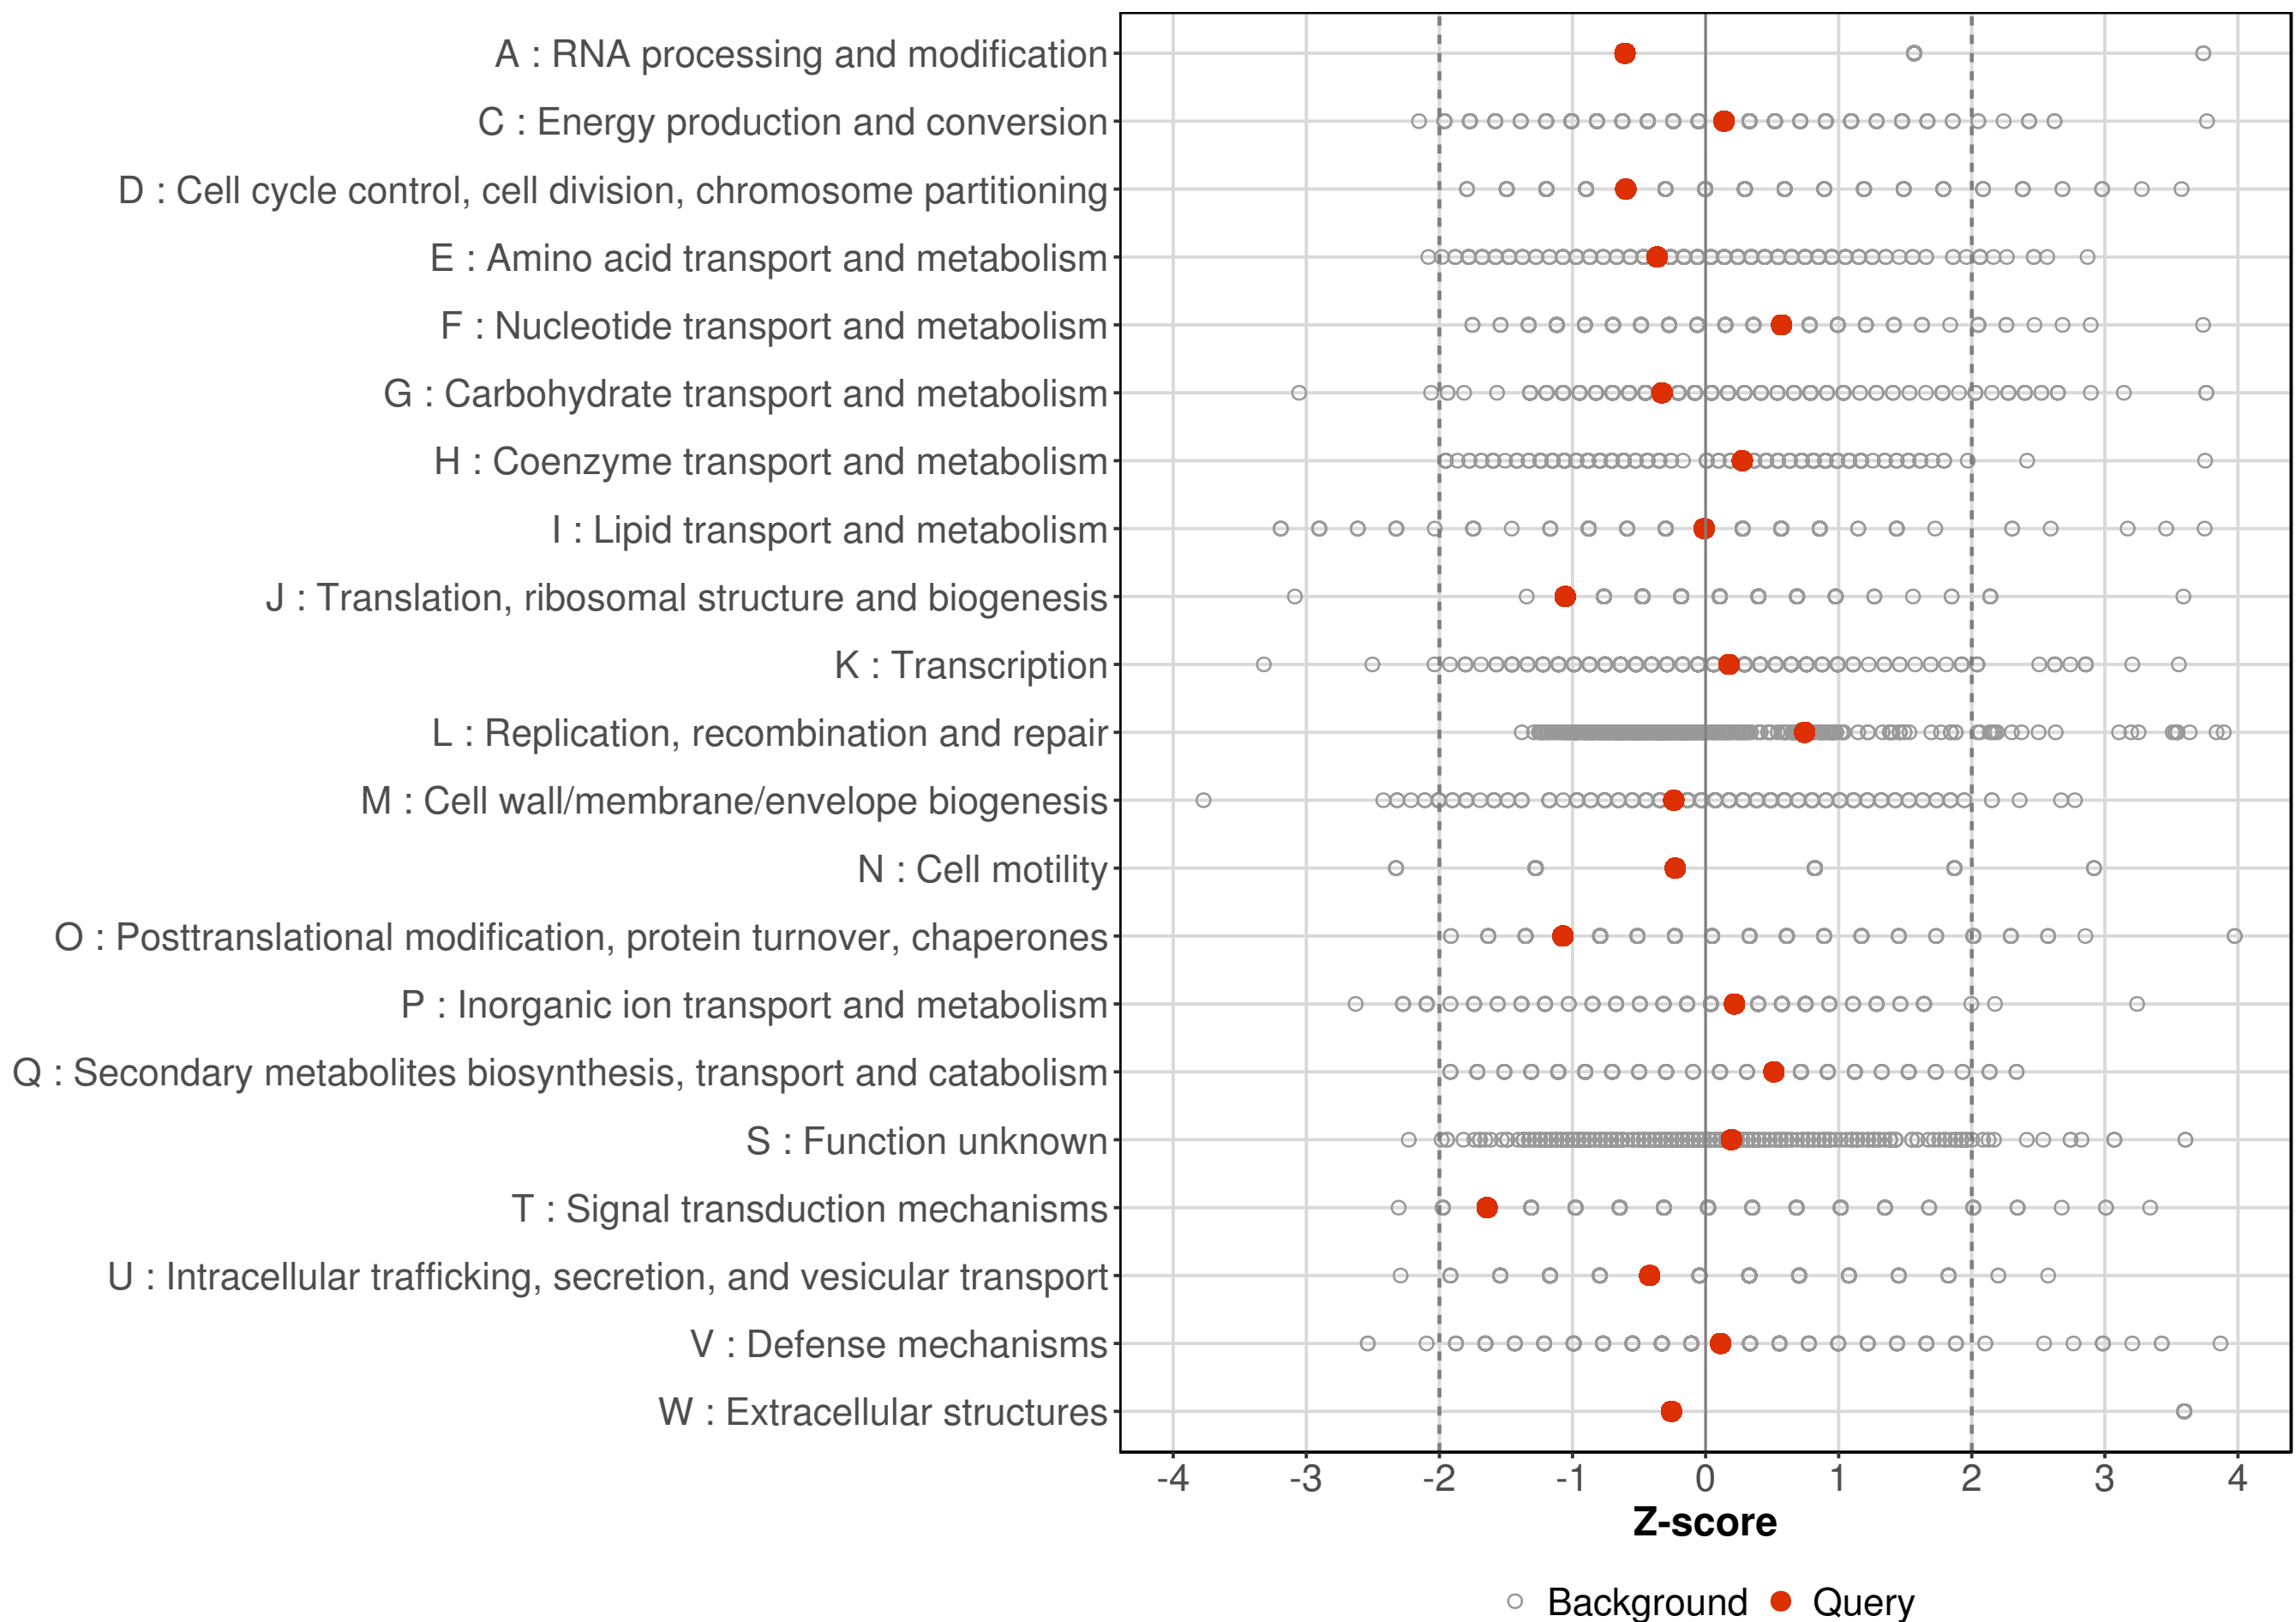 A : RNA processing and modification
C : Energy production and conversion
D : Cell cycle control, cell division, chromosome partitioning
E : Amino acid transport and metabolism
F : Nucleotide transport and metabolism
G : Carbohydrate transport and metabolism
H : Coenzyme transport and metabolism
I : Lipid transport and metabolism
J : Translation, ribosomal structure and biogenesis
K : Transcription
L : Replication, recombination and repair
M : Cell wall/membrane/envelope biogenesis
N : Cell motility
O : Posttranslational modification, protein turnover, chaperones
P : Inorganic ion transport and metabolism
Q : Secondary metabolites biosynthesis, transport and catabolism
S : Function unknown
T : Signal transduction mechanisms
U : Intracellular trafficking, secretion, and vesicular transport
V : Defense mechanisms
W : Extracellular structures
-4 -3 -2 -1 0 1 2 3 4
Z-score
Background Query